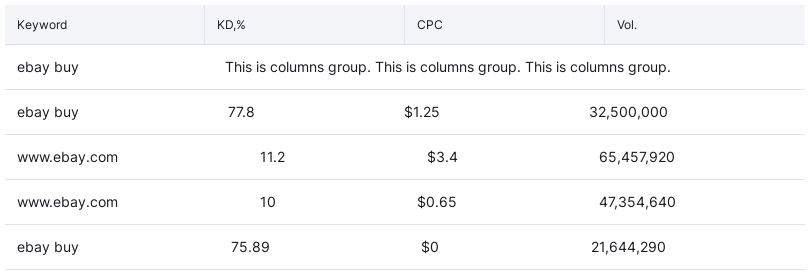 Keyword KD,% CPC Vol.
ebay buy This is columns group. This is columns group. This is columns group.
ebay buy 77.8 $1.25 32,500,000
www.ebay.com 11.2 $3.4 65,457,920
www.ebay.com 10 $0.65 47,354,640
ebay buy 75.89 $0 21,644,290